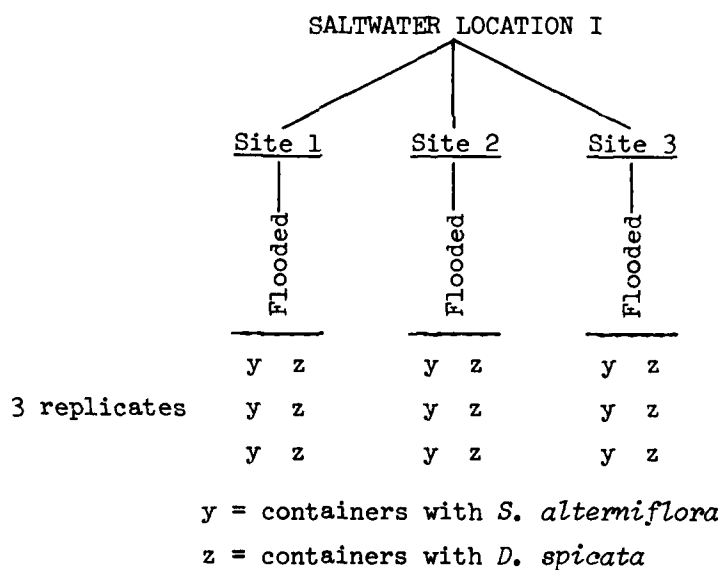 SALTWATER LOCATION I
Site 1 Site 2 Site 3
Flooded Flooded Flooded
y z y z y z
3 replicates y z y z y z
y z y z y z
y = containers with S. alterniflora
z = containers with D. spicata